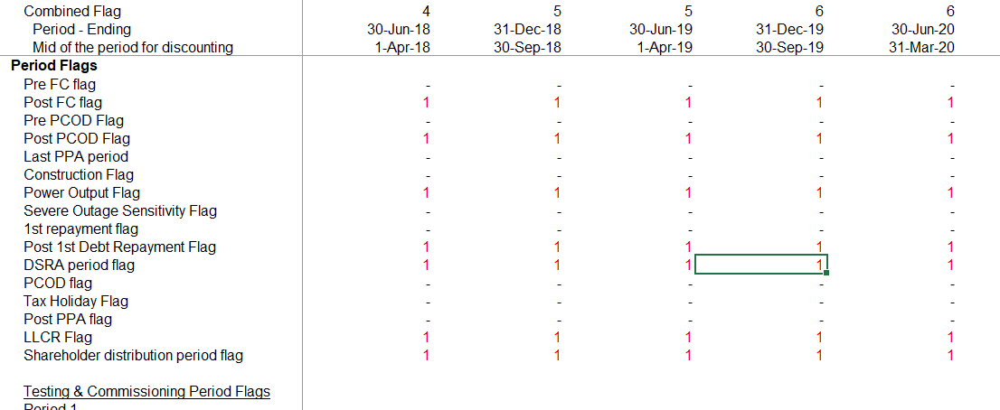 Combined Flag 4 5 5 6 6
Period - Ending 30-Jun-18 31-Dec-18 30-Jun-19 31-Dec-19 30-Jun-20
Mid of the period for discounting 1-Apr-18 30-Sep-18 1-Apr-19 30-Sep-19 31-Mar-20
Period Flags
Pre FC flag - - - - -
Post FC flag 1 1 1 1 1
Pre PCOD Flag - - - - -
Post PCOD Flag 1 1 1 1 1
Last PPA period - - - - -
Construction Flag - - - - -
Power Output Flag 1 1 1 1 1
Severe Outage Sensitivity Flag - - - - -
1st repayment flag - - - - -
Post 1st Debt Repayment Flag 1 1 1 1 1
DSRA period flag 1 1 1 1 1
PCOD flag - - - - -
Tax Holiday Flag - - - - -
Post PPA flag - - - - -
LLCR Flag 1 1 1 1 1
Shareholder distribution period flag 1 1 1 1 1
Testing & Commissioning Period Flags
Period 1